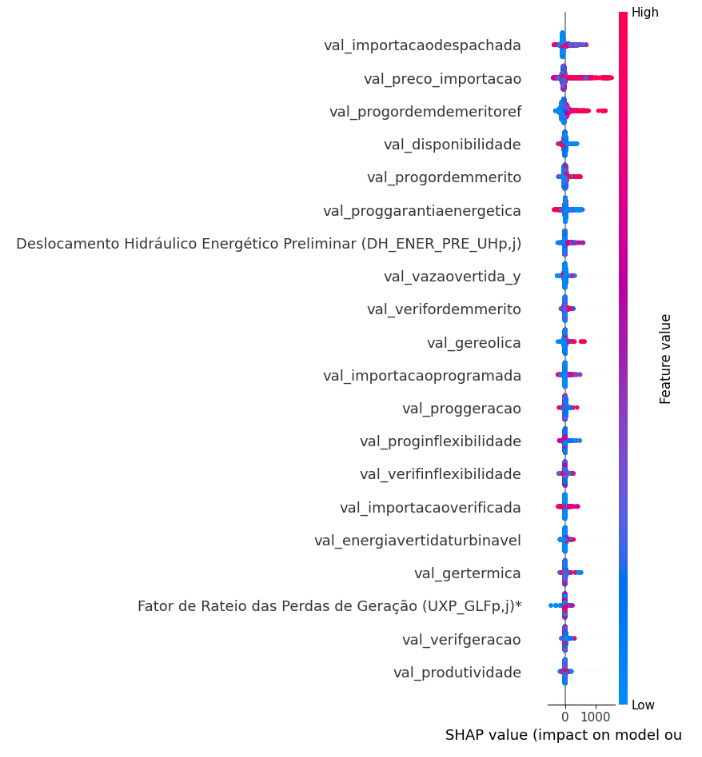 High
val_importacaodespachada
val_preco_importacao
val_progordemdemeritoref
val_disponibilidade
val_progordemmerito
val_proggarantiaenergetica
Deslocamento Hidráulico Energético Preliminar (DH_ENER_PRE_UHp,j)
val_vazaovertida_y
val_verifordemmerito
val_gereolica
val_importacaoprogramada
val_proggeracao
val_proginflexibilidade
val_verifinflexibilidade
val_importacaoverificada
val_energiavertidaturbinavel
val_gertermica
Fator de Rateio das Perdas de Geração (UXP_GLFp,j)*
val_verifgeracao
val_produtividade
Feature value
Low
0 1000
SHAP value (impact on model ou